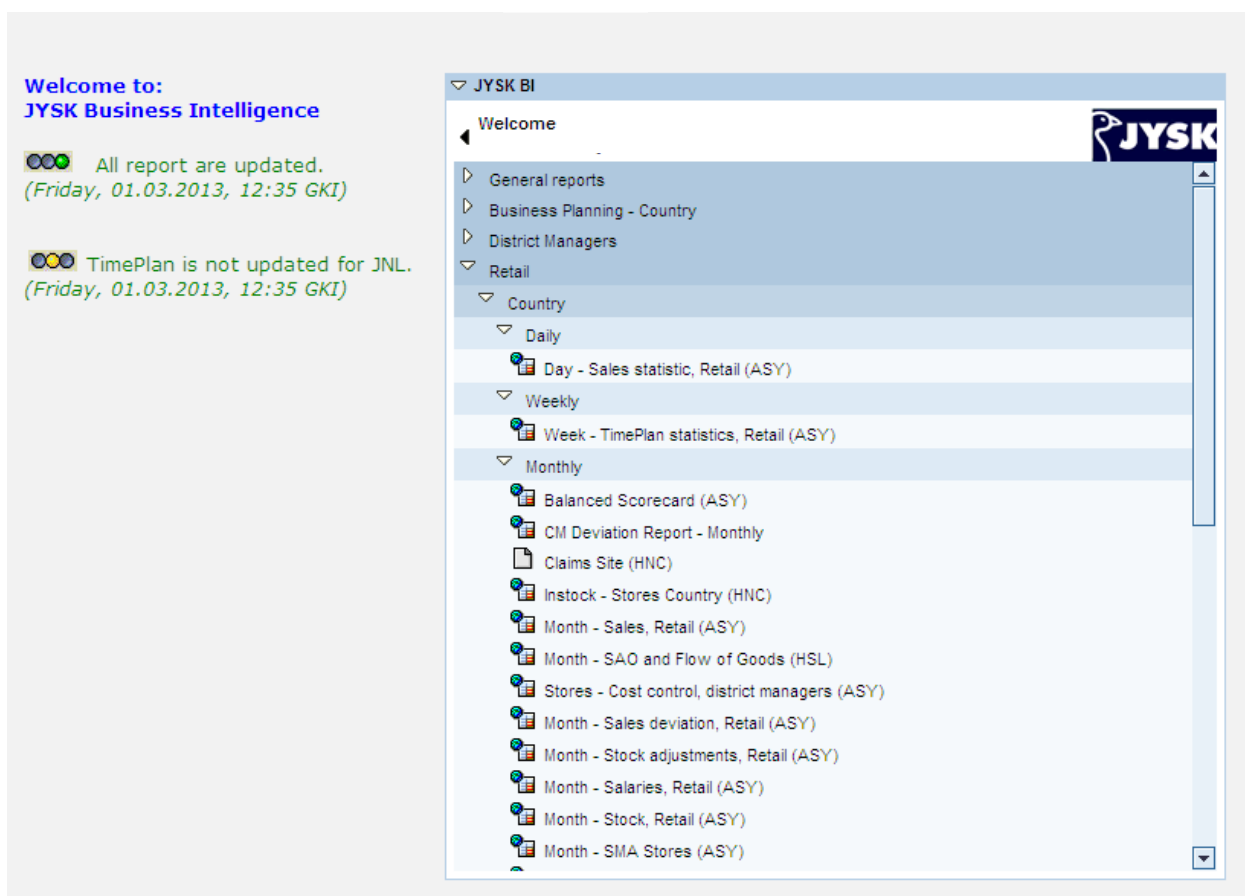 Welcome to:
JYSK Business Intelligence
All report are updated.
(Friday, 01.03.2013, 12:35 GKI)
TimePlan is not updated for JNL.
(Friday, 01.03.2013, 12:35 GKI)
JYSK BI
Welcome
JYSK
General reports
Business Planning - Country
District Managers
Retail
Country
Daily
Day - Sales statistic, Retail (ASY)
Weekly
Week - TimePlan statistics, Retail (ASY)
Monthly
Balanced Scorecard (ASY)
CM Deviation Report - Monthly
Claims Site (HNC)
Instock - Stores Country (HNC)
Month - Sales, Retail (ASY)
Month - SAO and Flow of Goods (HSL)
Stores - Cost control, district managers (ASY)
Month - Sales deviation, Retail (ASY)
Month - Stock adjustments, Retail (ASY)
Month - Salaries, Retail (ASY)
Month - Stock, Retail (ASY)
Month - SMA Stores (ASY)